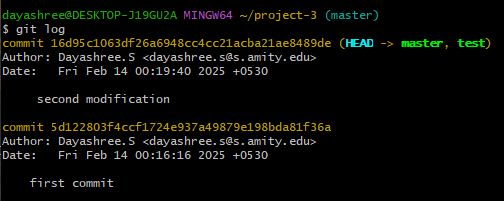 dayashree@DESKTOP-J19GU2A MINGW64 ~/project-3 (master)
$ git log
commit 16d95c1063df26a6948cc4cc21acba21ae8489de (HEAD -> master, test)
Author: Dayashree.S <dayashree.s@s.amity.edu>
Date:   Fri Feb 14 00:19:40 2025 +0530

    second modification

commit 5d122803f4ccf1724e937a49879e198bda81f36a
Author: Dayashree.S <dayashree.s@s.amity.edu>
Date:   Fri Feb 14 00:16:16 2025 +0530

    first commit